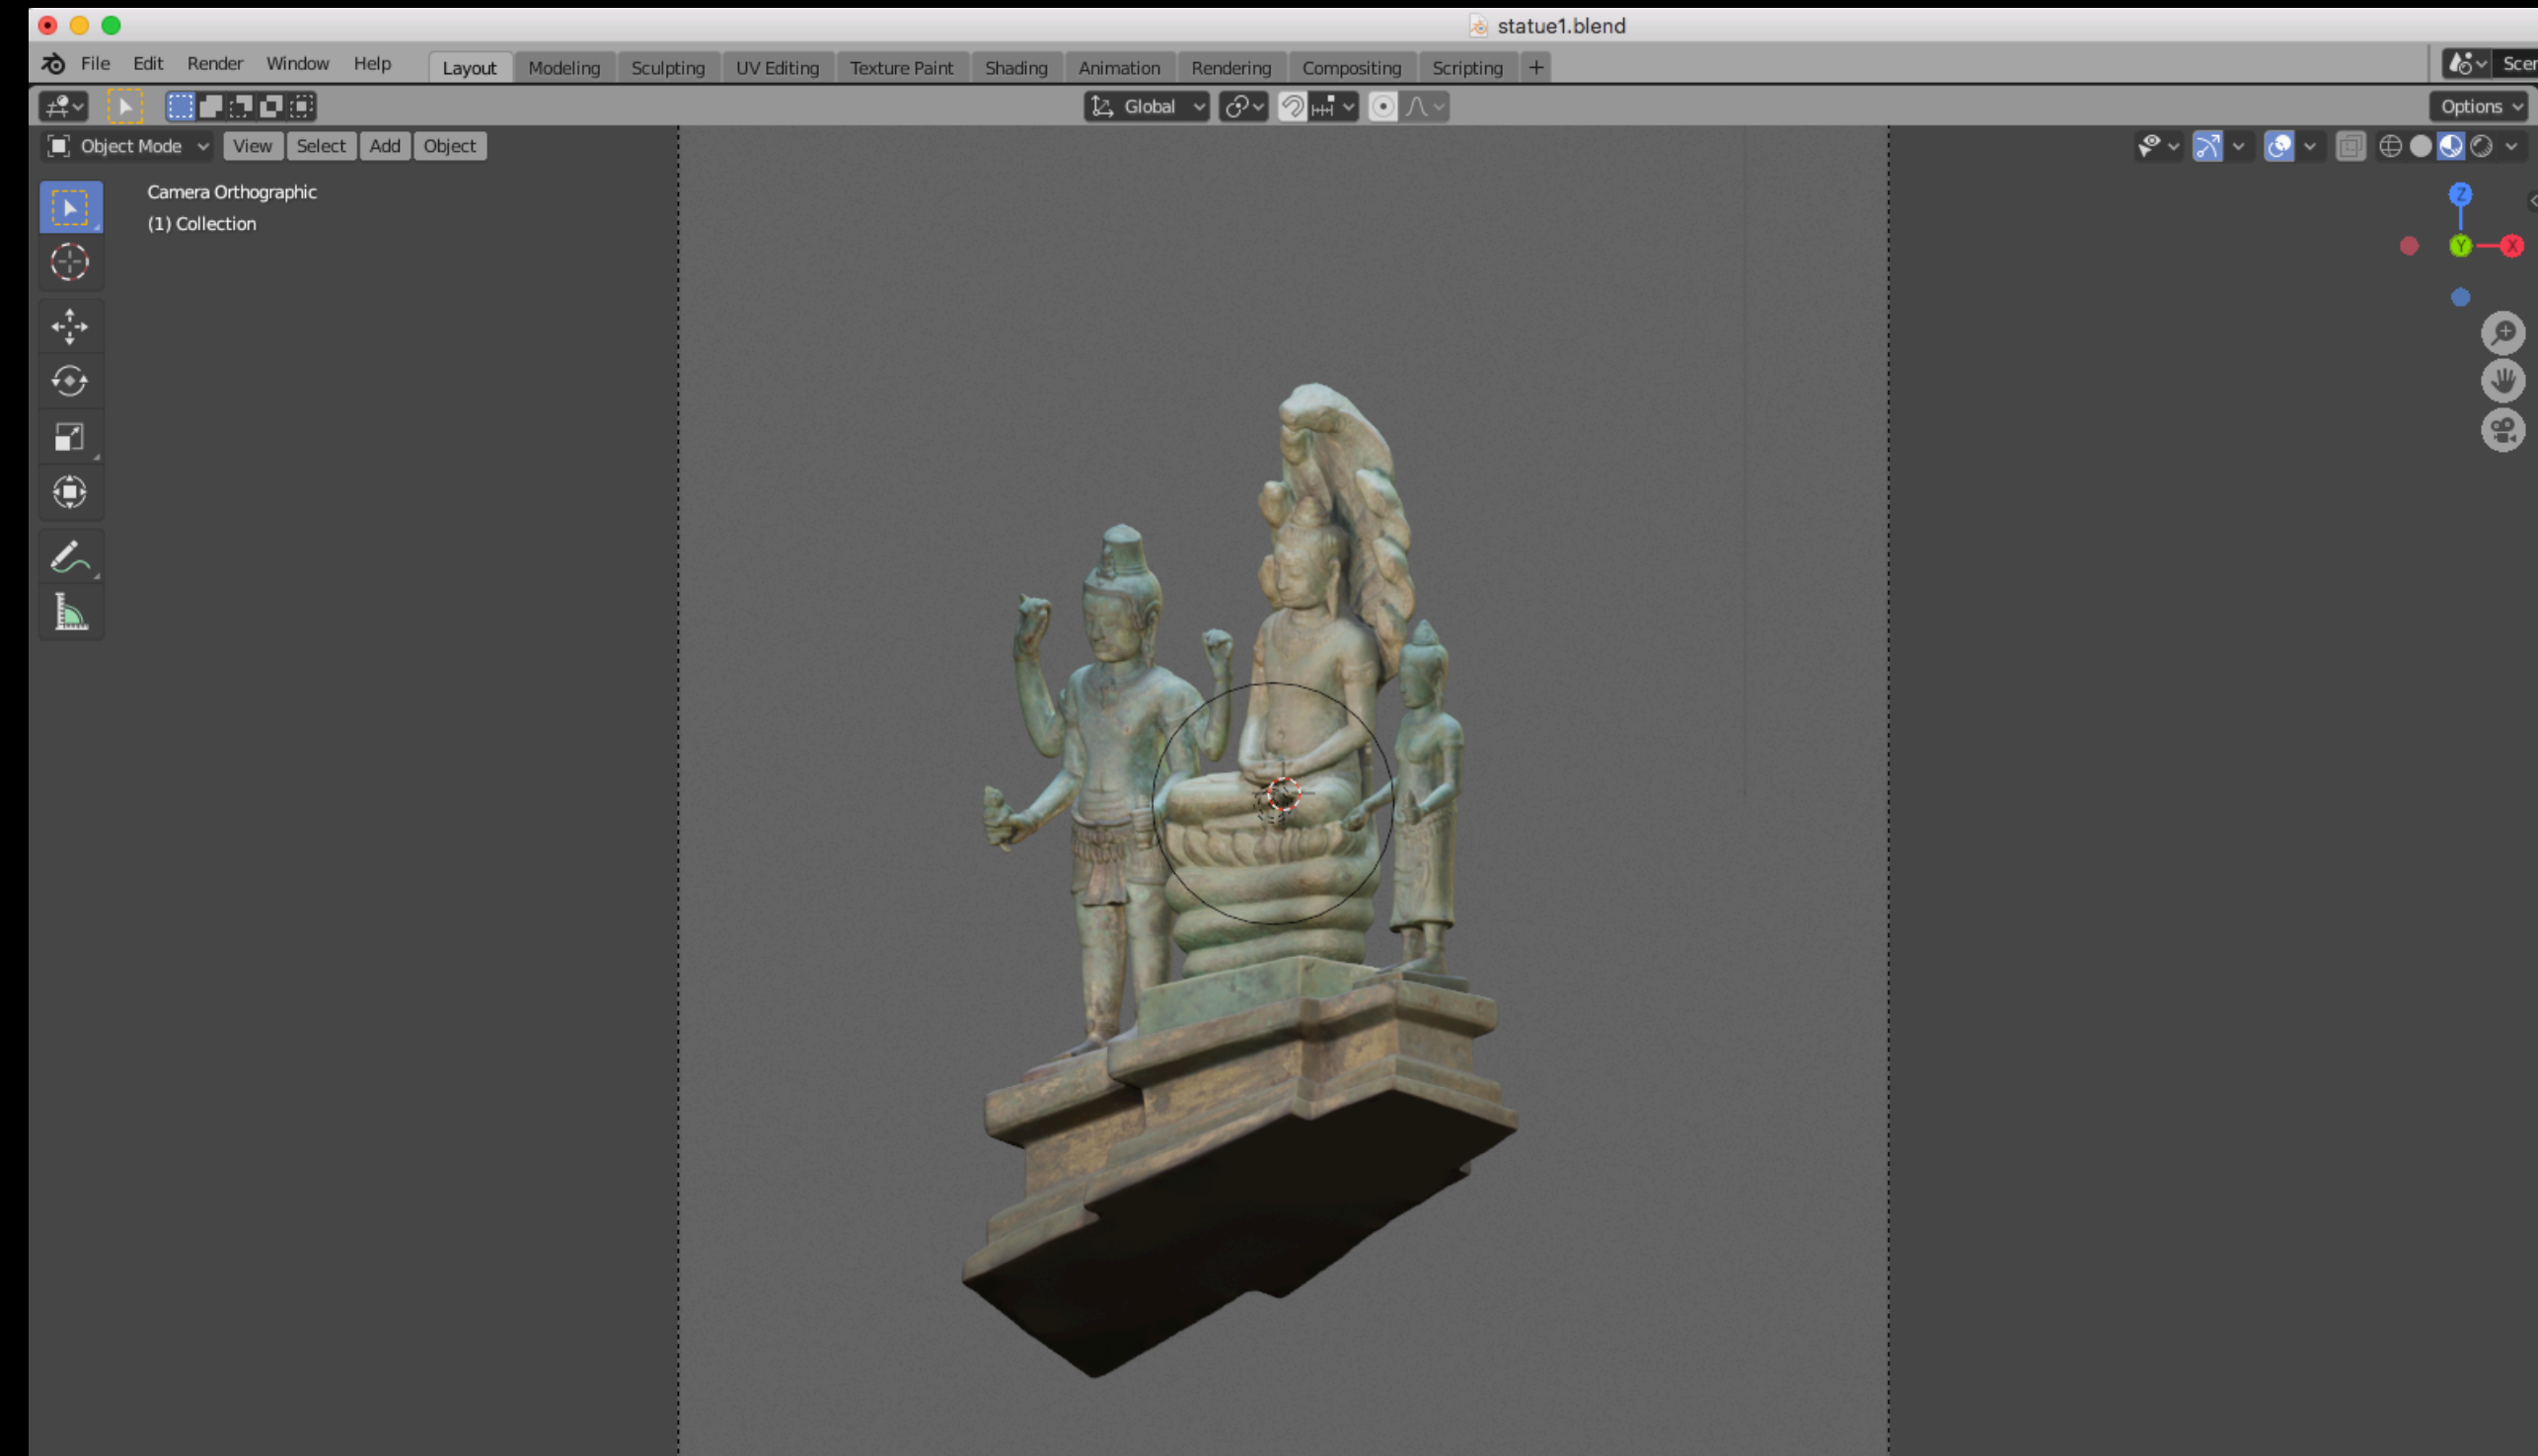 statue1.blend
File Edit Render Window Help Layout Modeling Sculpting UV Editing Texture Paint Shading Animation Rendering Compositing Scripting +
Global Options
Object Mode View Select Add Object
Camera Orthographic
(1) Collection
Z
Y X